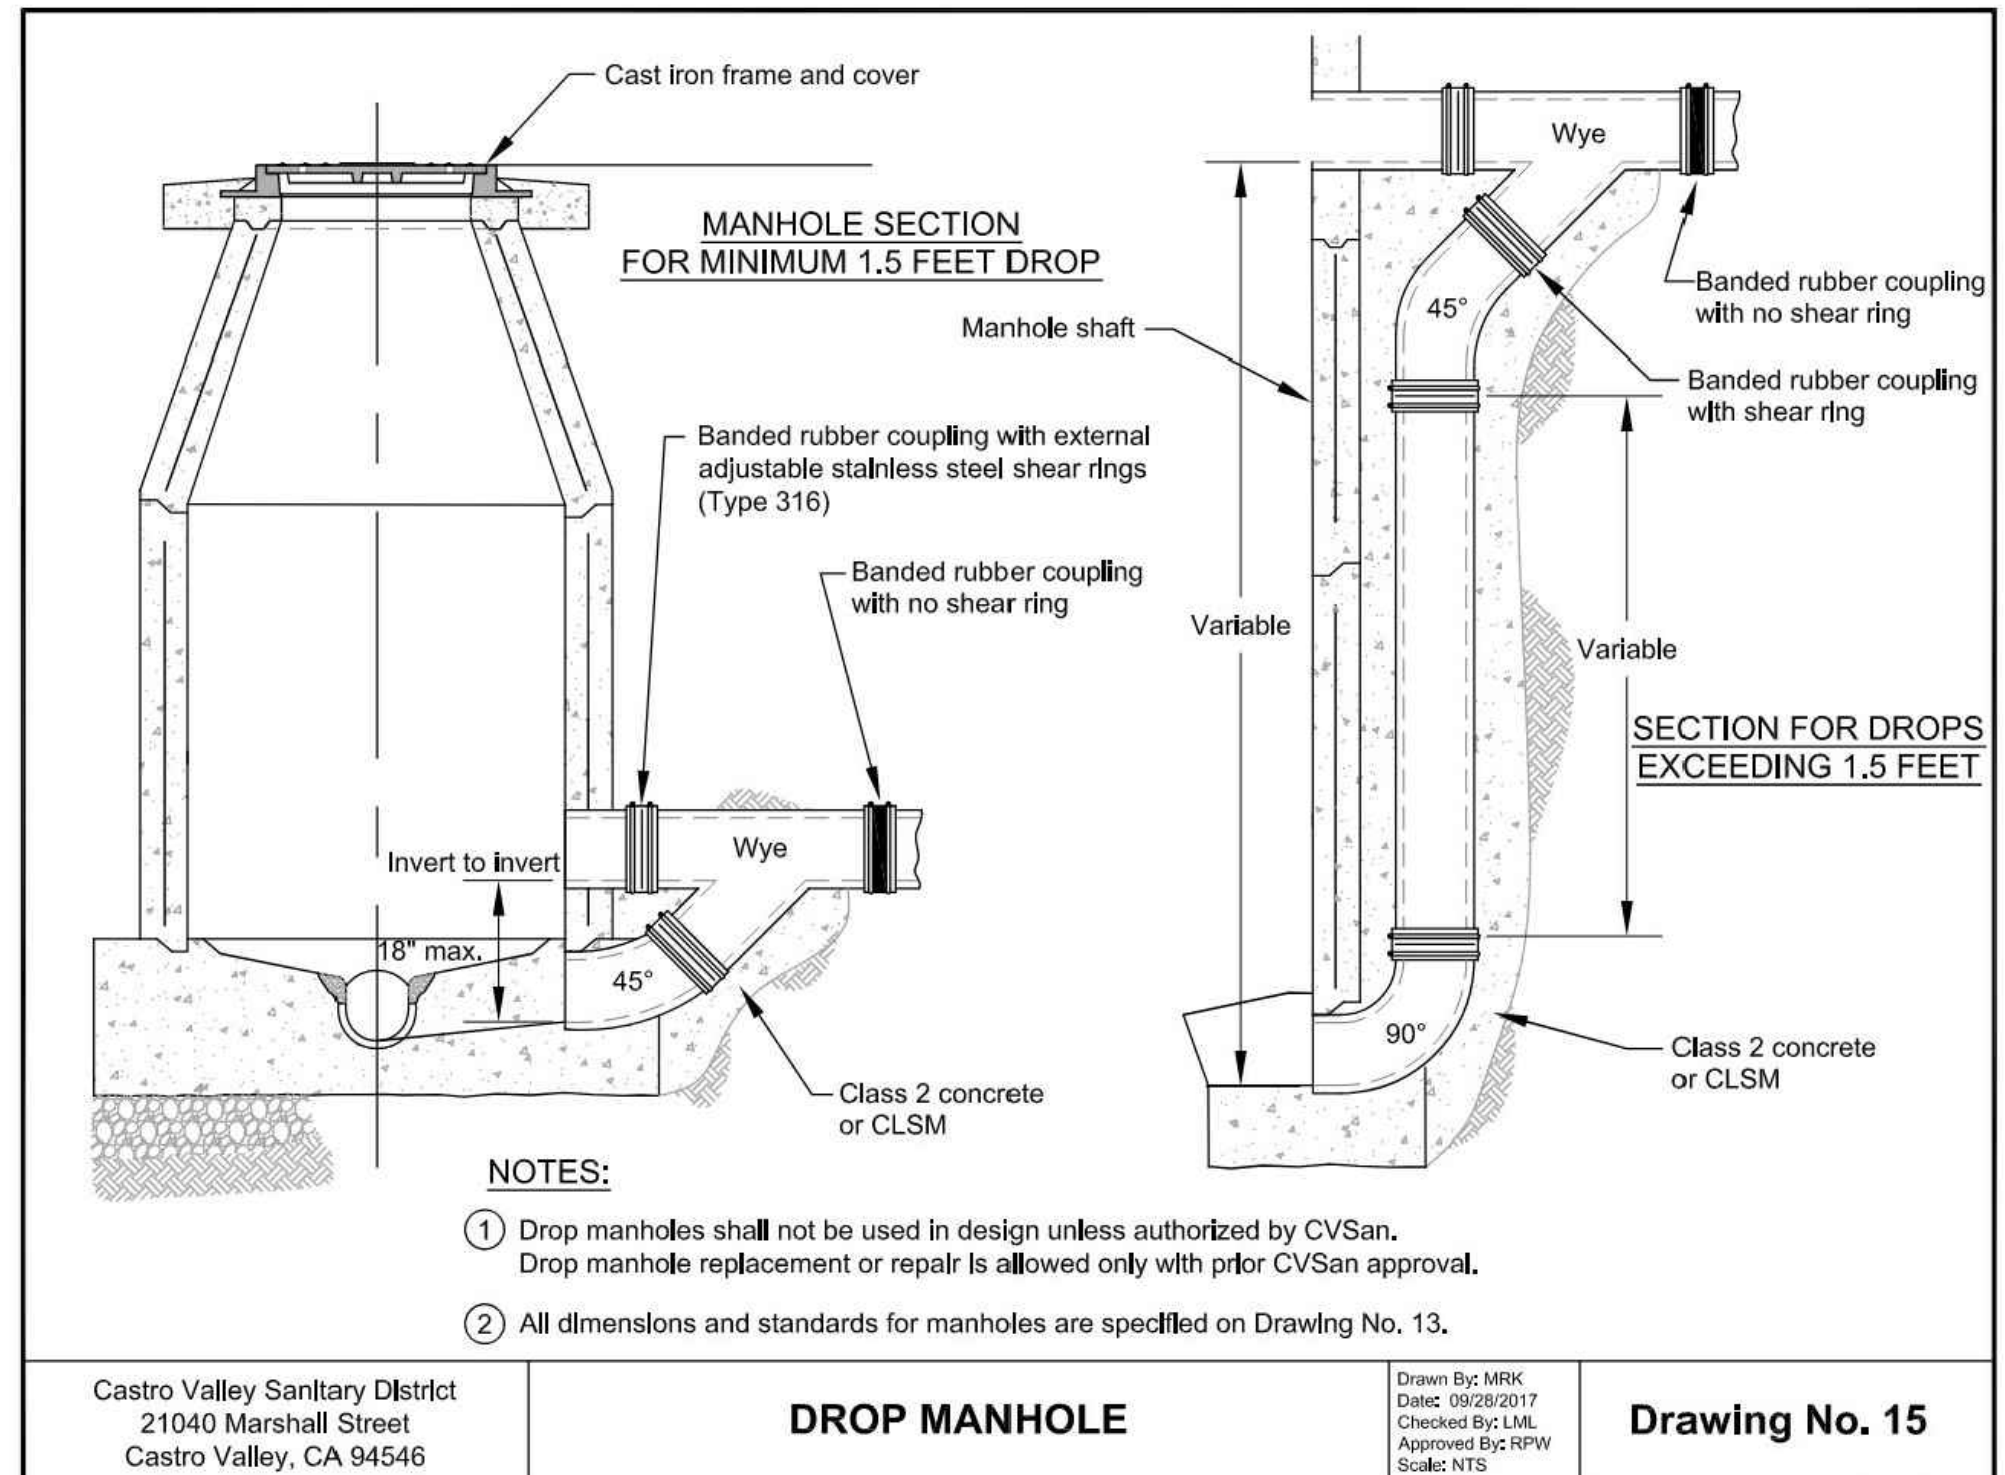 Cast iron frame and cover
MANHOLE SECTION
FOR MINIMUM 1.5 FEET DROP
Manhole shaft
Banded rubber coupling with external
adjustable stainless steel shear rings
(Type 316)
Banded rubber coupling
with no shear ring
Invert to invert
18" max.
Wye
45°
Class 2 concrete
or CLSM
Wye
Banded rubber coupling
with no shear ring
45°
Banded rubber coupling
with shear ring
Variable
Variable
SECTION FOR DROPS
EXCEEDING 1.5 FEET
90°
Class 2 concrete
or CLSM
NOTES:
1 Drop manholes shall not be used in design unless authorized by CVSan.
Drop manhole replacement or repair is allowed only with prior CVSan approval.
2 All dimensions and standards for manholes are specified on Drawing No. 13.
Castro Valley Sanitary District
21040 Marshall Street
Castro Valley, CA 94546
DROP MANHOLE
Drawn By: MRK
Date: 09/28/2017
Checked By: LML
Approved By: RPW
Scale: NTS
Drawing No. 15